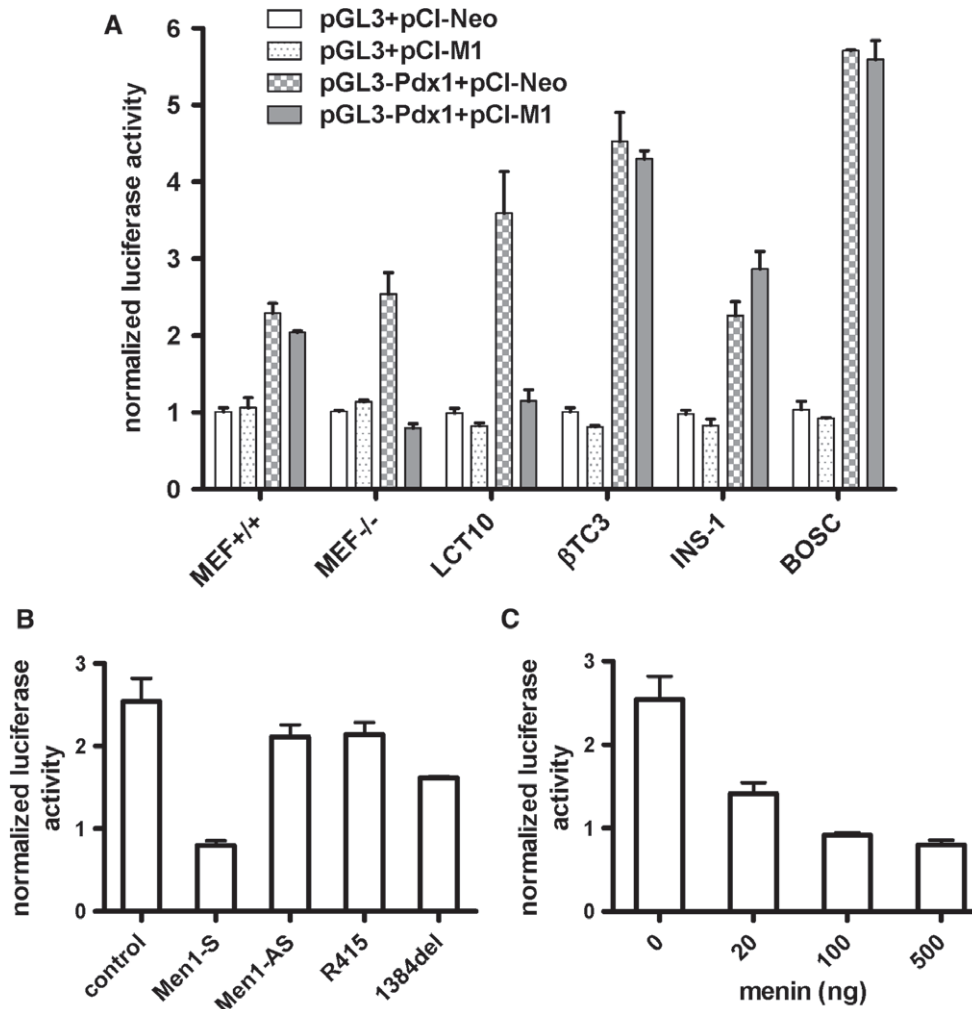 A
pGL3+pCI-Neo
pGL3+pCI-M1
pGL3-Pdx1+pCI-Neo
pGL3-Pdx1+pCI-M1
normalized luciferase activity
6
5
4
3
2
1
0
MEF+/+
MEF-/-
LCT10
βTC3
INS-1
BOSC
B
normalized luciferase
activity
3
2
1
0
control
Men1-S
Men1-AS
R415
1384del
C
normalized luciferase
activity
3
2
1
0
0
20
100
500
menin (ng)